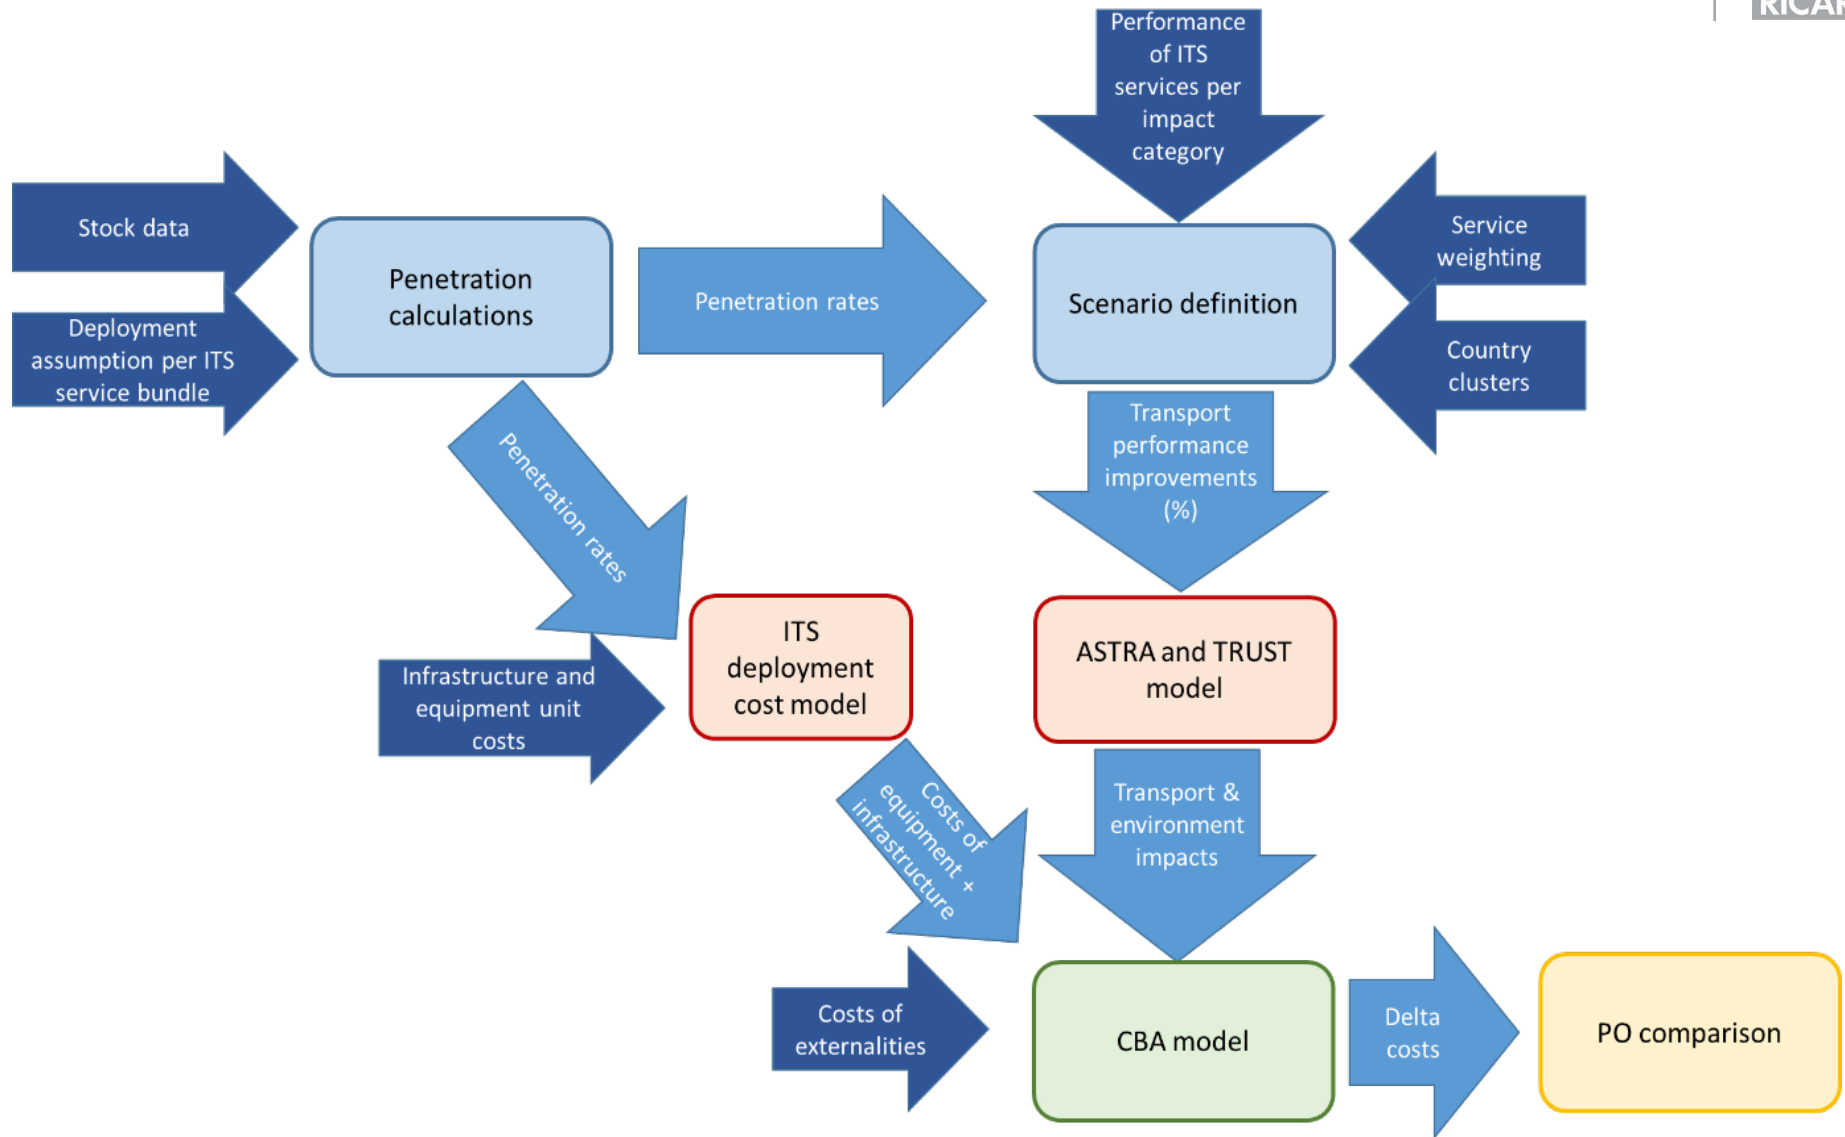 RICAR
Performance
of ITS
services per
impact
category
Stock data
Deployment
assumption per ITS
service bundle
Penetration
calculations
Penetration rates
Scenario definition
Service
weighting
Country
clusters
Penetration rates
Transport
performance
improvements
(%)
Infrastructure and
equipment unit
costs
ITS
deployment
cost model
ASTRA and TRUST
model
Costs of
equipment +
infrastructure
Transport &
environment
impacts
Costs of
externalities
CBA model
Delta
costs
PO comparison